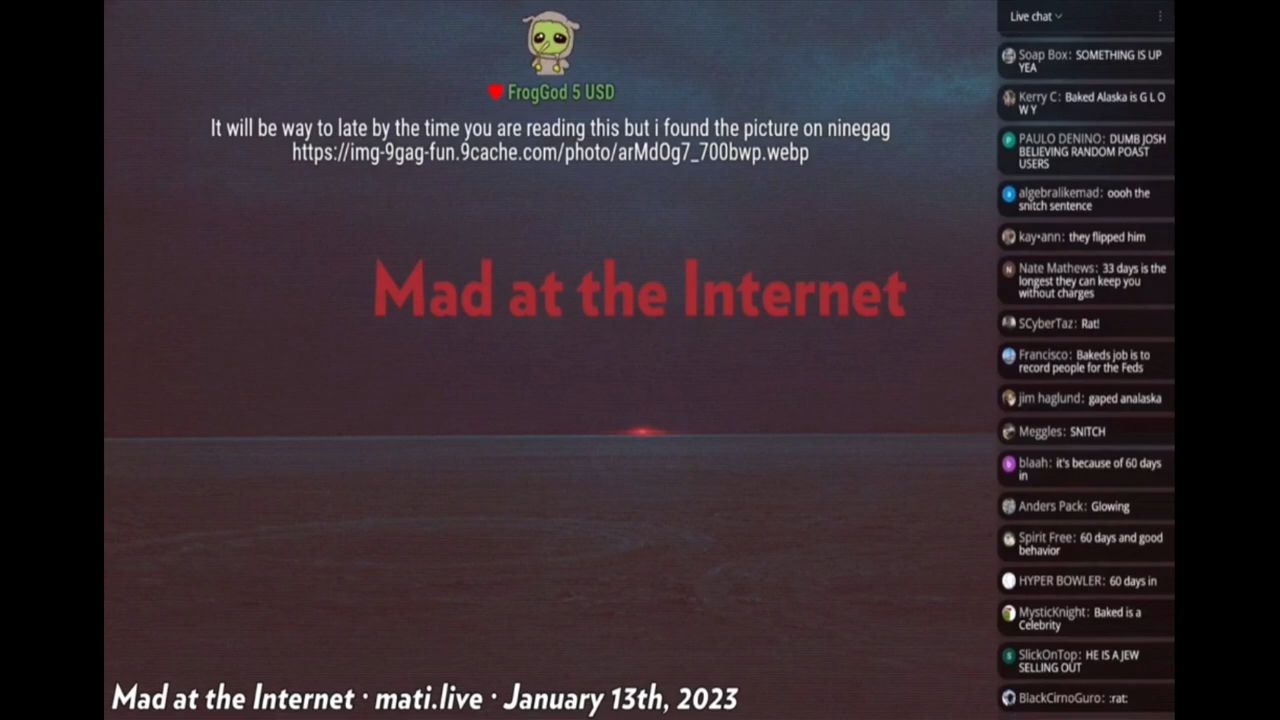 FrogGod 5 USD
It will be way to late by the time you are reading this but i found the picture on ninegag
https://img-9gag-fun.9cache.com/photo/arMdOg7_700bwp.webp
Mad at the Internet
Mad at the Internet · mati.live · January 13th, 2023
Live chat
Soap Box: SOMETHING IS UP
YEA
Kerry C: Baked Alaska is G L O
W Y
P
PAULO DENINO: DUMB JOSH
BELIEVING RANDOM POAST
USERS
a
algebralikemad: oooh the
snitch sentence
kay•ann: they flipped him
N
Nate Mathews: 33 days is the
longest they can keep you
without charges
SCyberTaz: Rat!
Francisco: Bakeds job is to
record people for the Feds
jim haglund: gaped analaska
Meggles: SNITCH
b
blaah: it's because of 60 days
in
Anders Pack: Glowing
Spirit Free: 60 days and good
behavior
HYPER BOWLER: 60 days in
MysticKnight: Baked is a
Celebrity
S
SlickOnTop: HE IS A JEW
SELLING OUT
BlackCirnoGuro: :rat: